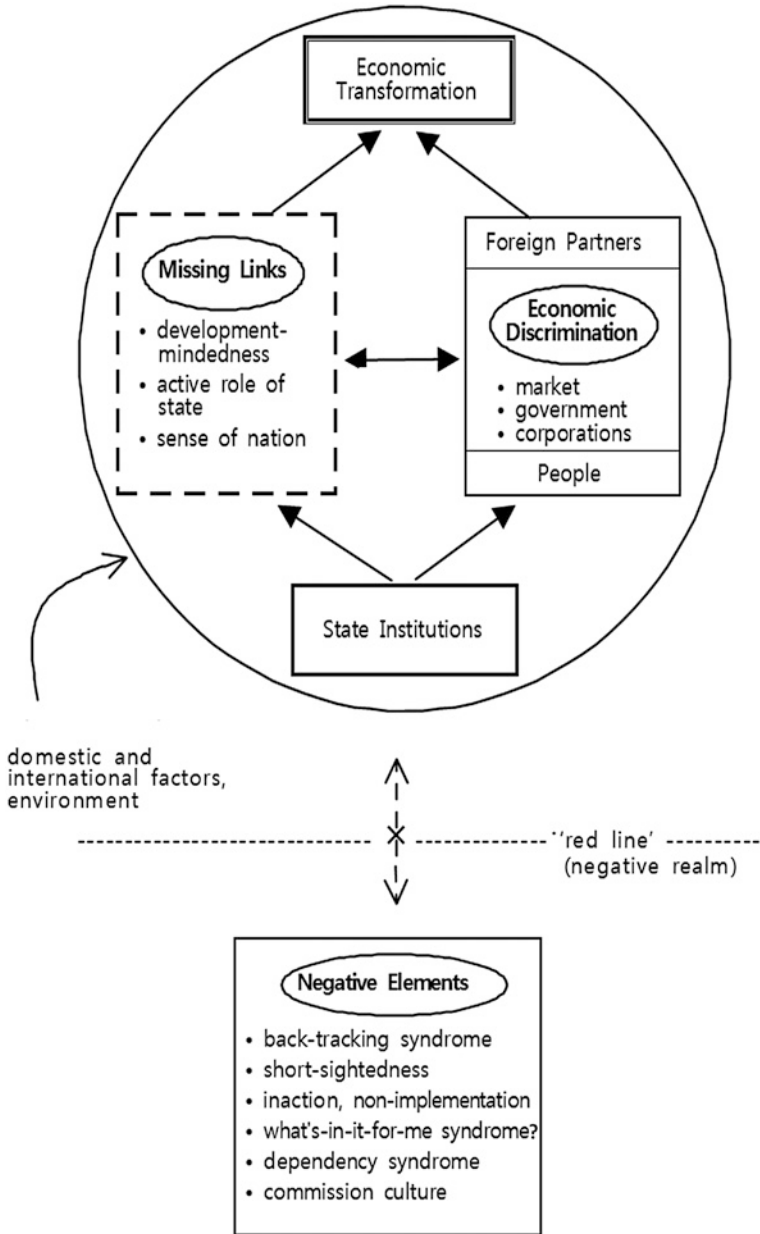 Economic
Transformation
Missing Links
• development-
mindedness
• active role of
state
• sense of nation
Foreign Partners
Economic
Discrimination
• market
• government
• corporations
People
State Institutions
domestic and
international factors,
environment
'red line'
(negative realm)
Negative Elements
• back-tracking syndrome
• short-sightedness
• inaction, non-implementation
• what's-in-it-for-me syndrome?
• dependency syndrome
• commission culture